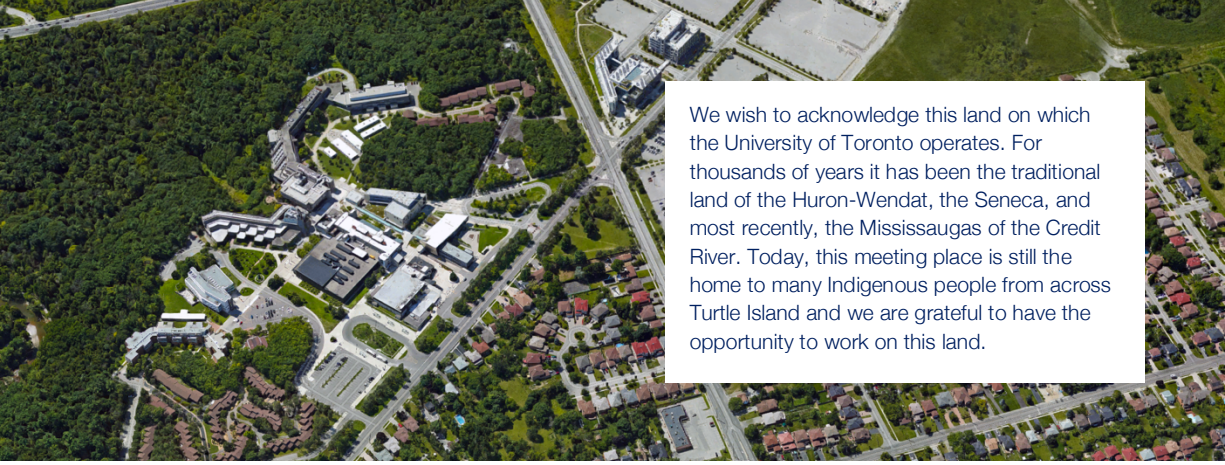 We wish to acknowledge this land on which
the University of Toronto operates. For
thousands of years it has been the traditional
land of the Huron-Wendat, the Seneca, and
most recently, the Mississaugas of the Credit
River. Today, this meeting place is still the
home to many Indigenous people from across
Turtle Island and we are grateful to have the
opportunity to work on this land.